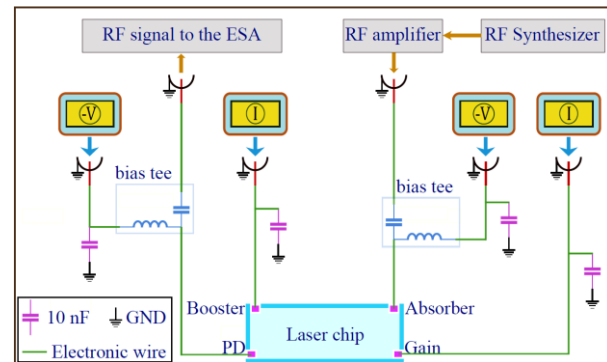 RF signal to the ESA
RF amplifier
RF Synthesizer
-V
I
-V
I
bias tee
bias tee
Booster
Absorber
10 nF
GND
Laser chip
Electronic wire
PD
Gain